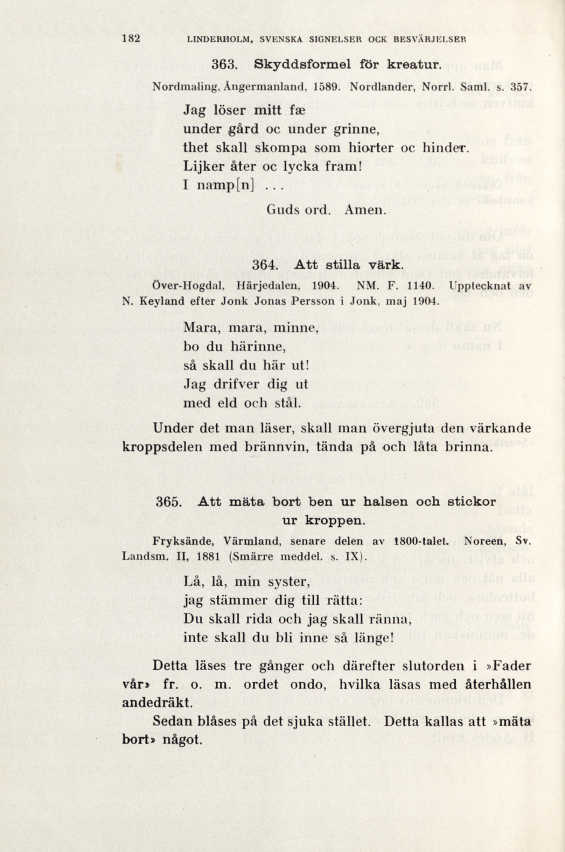 182 LINDERHOLM, SVENSKA SIGNELSER OCK BESVÄRJELSER
363. Skyddsformel för kreatur.
Nordmaling, Ångermanland, 1589. Nordlander, Norrl. Saml. s. 357.
Jag löser mitt fæ
under gård oc under grinne,
thet skall skompa som hiorter oc hinder.
Lijker åter oc lycka fram!
I namp[n] ...
Guds ord. Amen.
364. Att stilla värk.
Över-Hogdal, Härjedalen, 1904. NM. F. 1140. Upptecknat av
N. Keyland efter Jonk Jonas Persson i Jonk, maj 1904.
Mara, mara, minne,
bo du härinne,
så skall du här ut!
Jag drifver dig ut
med eld och stål.
Under det man läser, skall man övergjuta den värkande
kroppsdelen med brännvin, tända på och låta brinna.
365. Att mäta bort ben ur halsen och stickor
ur kroppen.
Fryksände, Värmland, senare delen av 1800-talet. Noreen, Sv.
Landsm. II, 1881 (Smärre meddel. s. IX).
Lå, lå, min syster,
jag stämmer dig till rätta:
Du skall rida och jag skall ränna,
inte skall du bli inne så länge!
Detta läses tre gånger och därefter slutorden i »Fader
vår» fr. o. m. ordet ondo, hvilka läsas med återhållen
andedräkt.
Sedan blåses på det sjuka stället. Detta kallas att »mäta
bort» något.